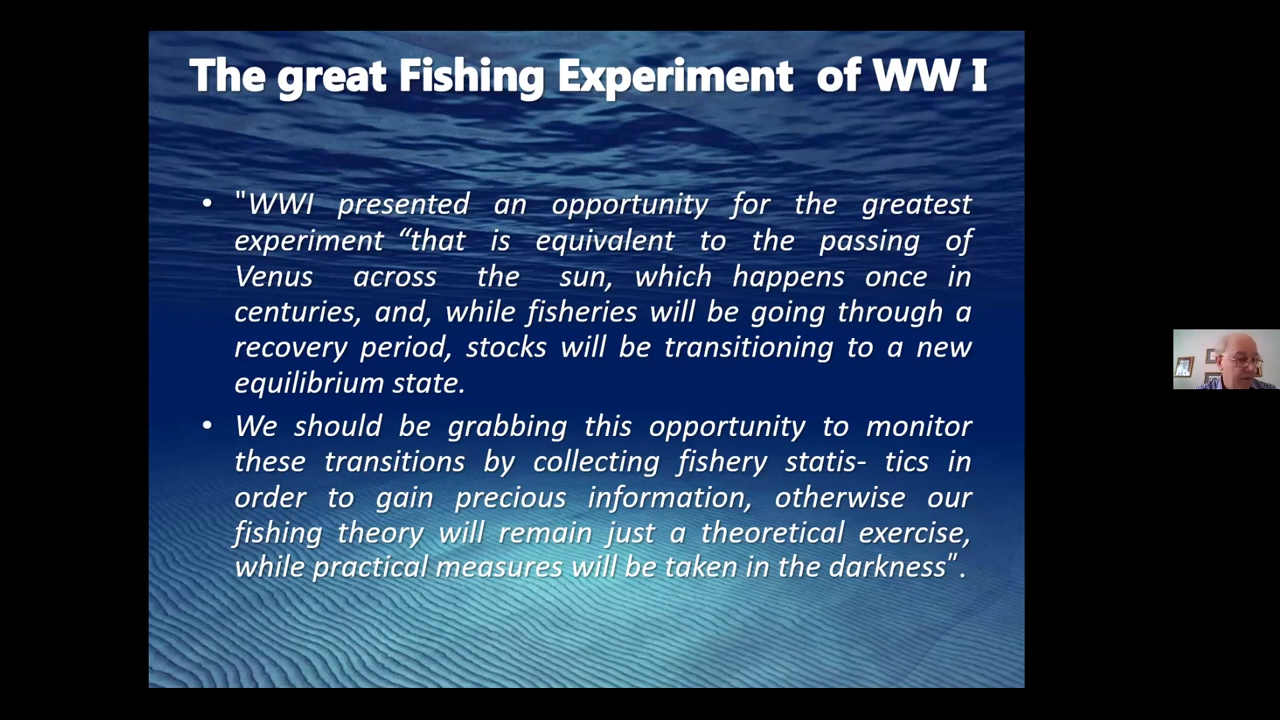 The great Fishing Experiment of WW I
• "WWI presented an opportunity for the greatest
experiment “that is equivalent to the passing of
Venus across the sun, which happens once in
centuries, and, while fisheries will be going through a
recovery period, stocks will be transitioning to a new
equilibrium state.
• We should be grabbing this opportunity to monitor
these transitions by collecting fishery statis- tics in
order to gain precious information, otherwise our
fishing theory will remain just a theoretical exercise,
while practical measures will be taken in the darkness".